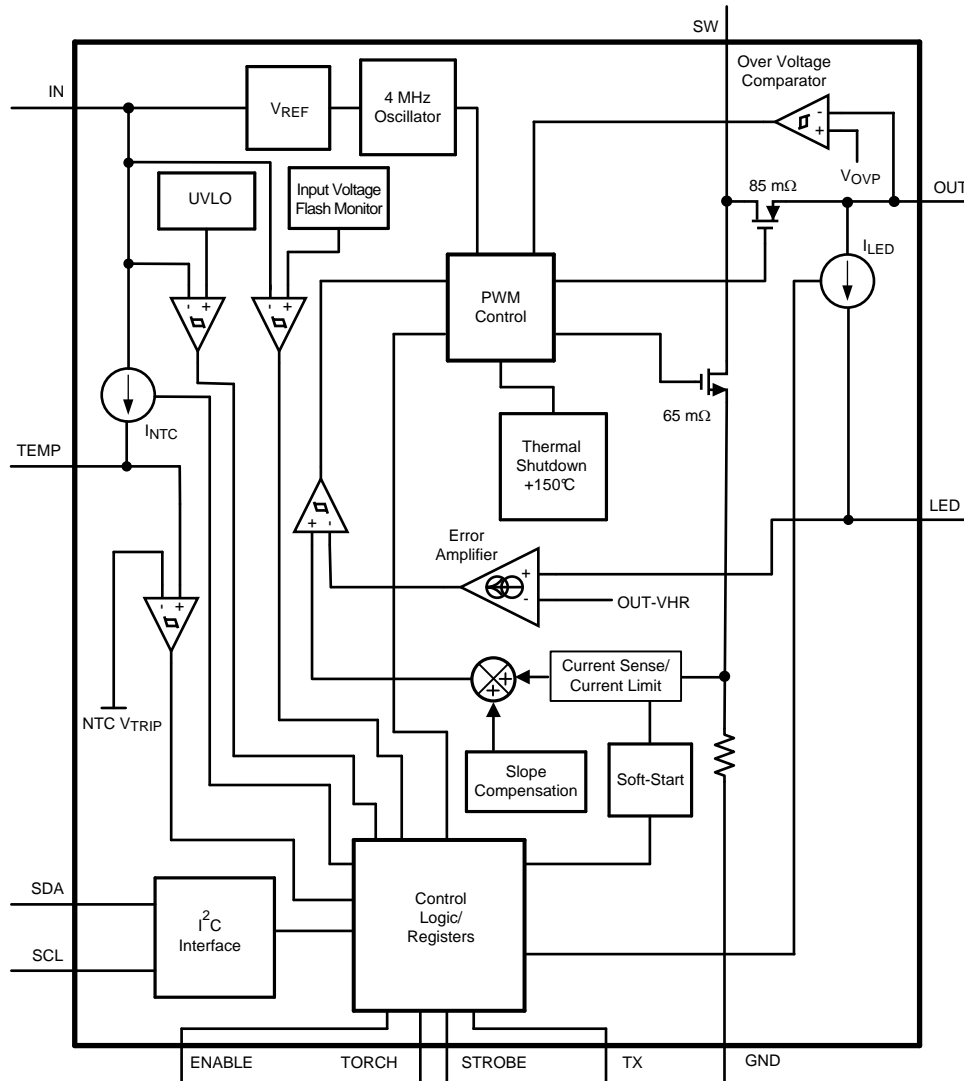 SW
Over Voltage
Comparator
IN
VREF
4 MHz
Oscillator
-
+
VOVP
85 mΩ
OUT
UVLO
Input Voltage
Flash Monitor
ILED
- +
- +
PWM
Control
INTC
65 mΩ
TEMP
Thermal
Shutdown
+150°C
LED
+ -
Error
Amplifier
+
-
OUT-VHR
- +
NTC VTRIP
+
+
Current Sense/
Current Limit
Slope
Compensation
Soft-Start
SDA
SCL
I2C
Interface
Control
Logic/
Registers
ENABLE
TORCH
STROBE
TX
GND